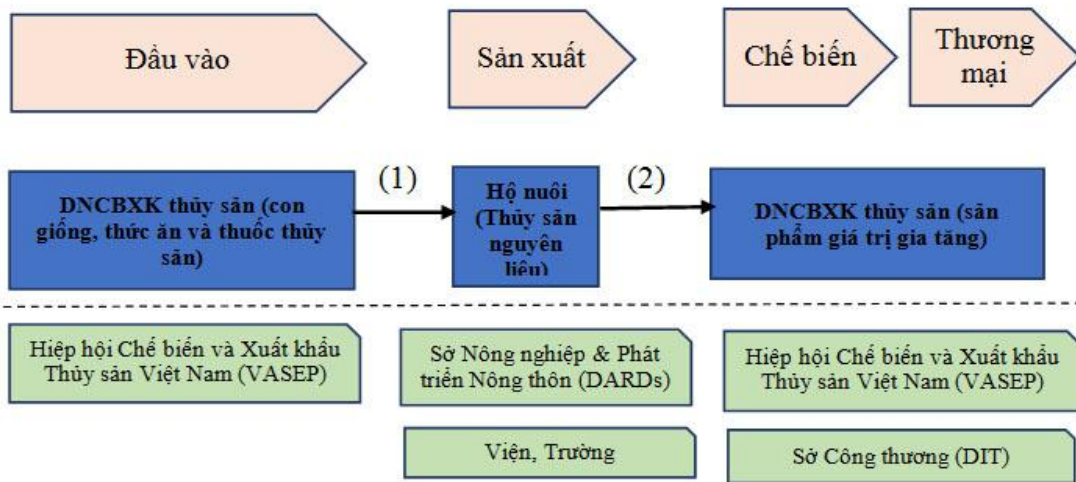 Đầu vào
Sản xuất
Chế biến
Thương
mại
DNCBXK thủy sản (con
giống, thức ăn và thuốc thủy
sản)
(1)
Hộ nuôi
(Thủy sản
nguyên
liệu)
(2)
DNCBXK thủy sản (sản
phẩm giá trị gia tăng)
Hiệp hội Chế biến và Xuất khẩu
Thủy sản Việt Nam (VASEP)
Sở Nông nghiệp & Phát
triển Nông thôn (DARDs)
Hiệp hội Chế biến và Xuất khẩu
Thủy sản Việt Nam (VASEP)
Viện, Trường
Sở Công thương (DIT)